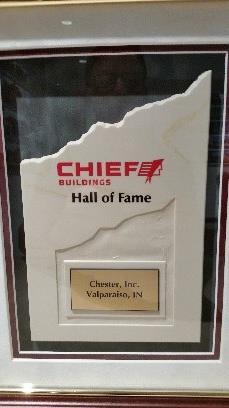 CHIEF
BUILDINGS
Hall of Fame
Chester, Inc.
Valparaiso, IN